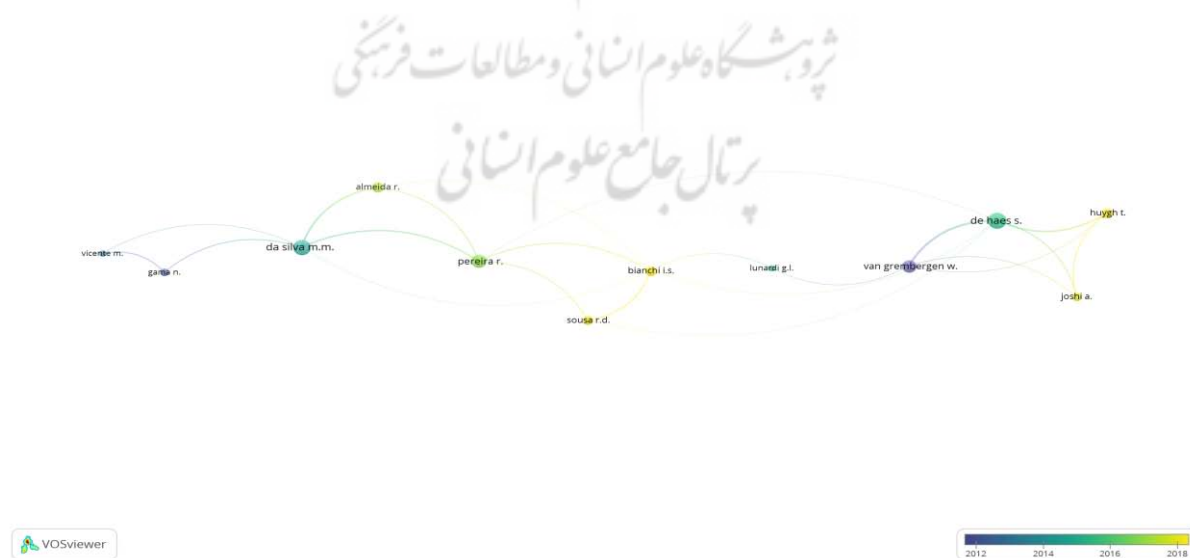 پژوهشگاه علوم انسانی و مطالعات فرهنگی
پرتال جامع علوم انسانی
almeida r.
da silva m.m.
vicente m.
gama n.
pereira r.
bianchi i.s.
sousa r.d.
lunardi g.l.
van grembergen w.
de haes s.
huygh t.
joshi a.
VOSviewer
2012 2014 2016 2018